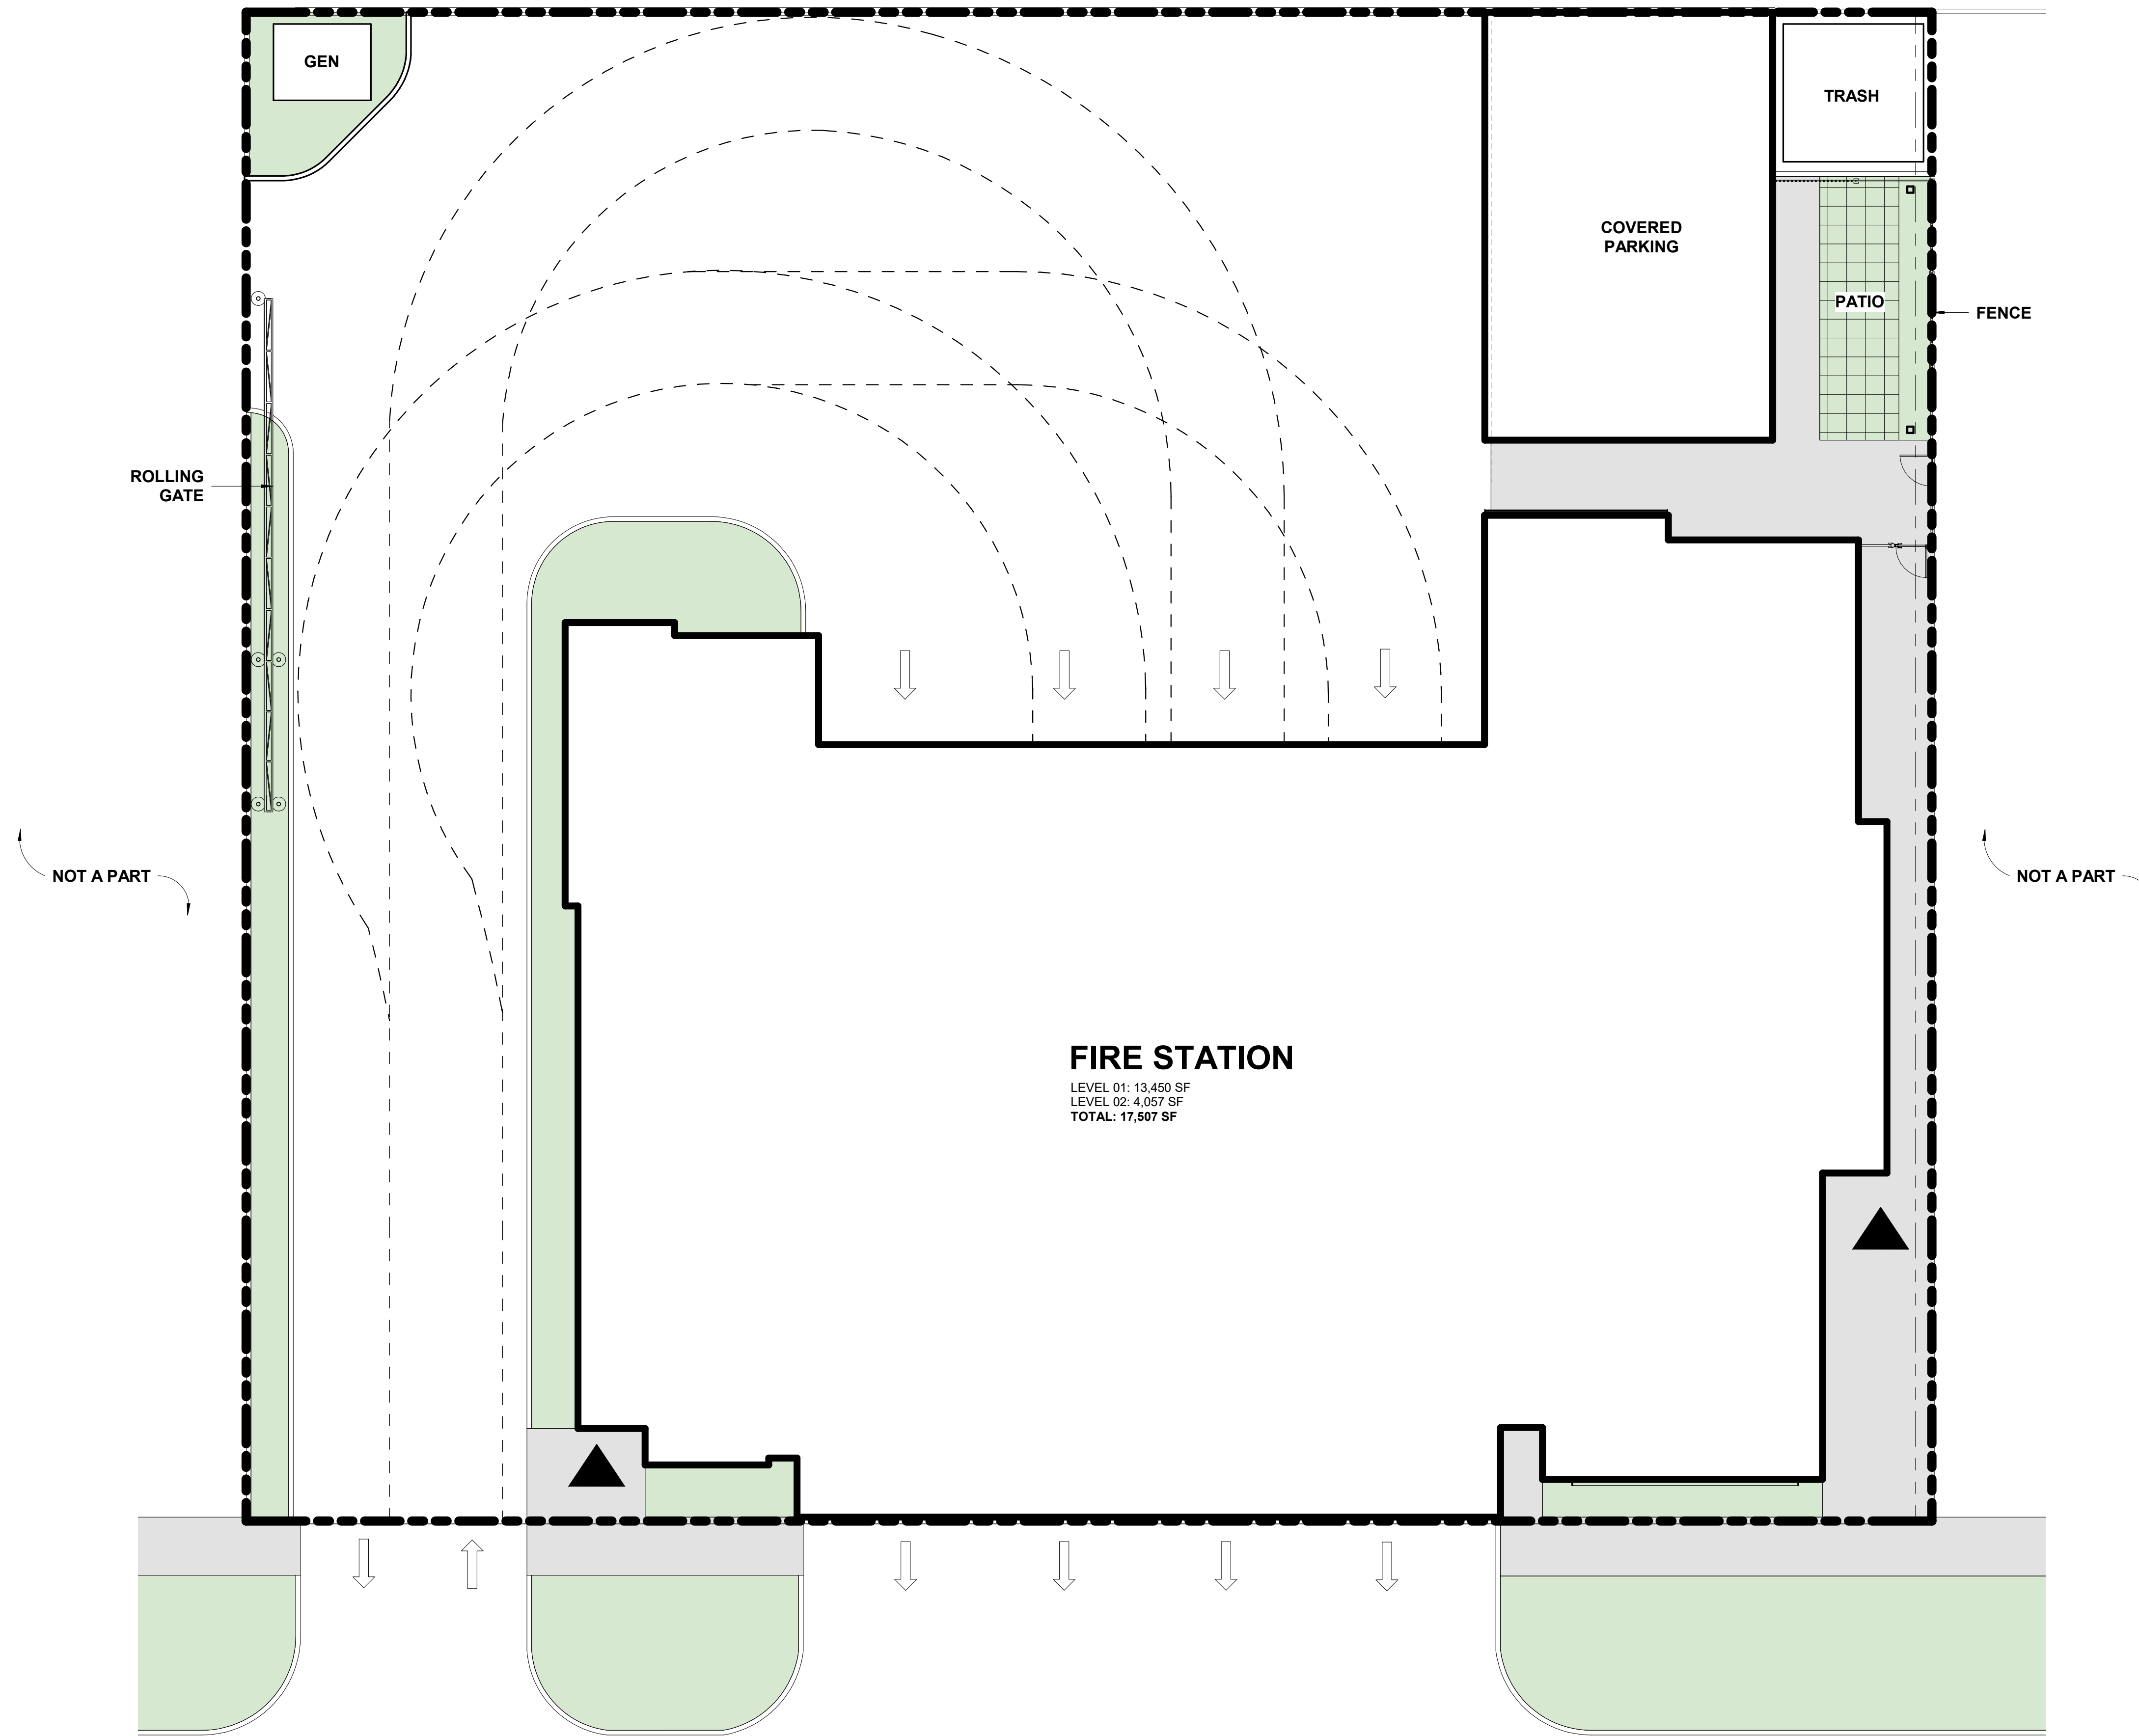 GEN
TRASH
COVERED
PARKING
PATIO
FENCE
ROLLING
GATE
NOT A PART
NOT A PART
FIRE STATION
LEVEL 01: 13,450 SF
LEVEL 02: 4,057 SF
TOTAL: 17,507 SF